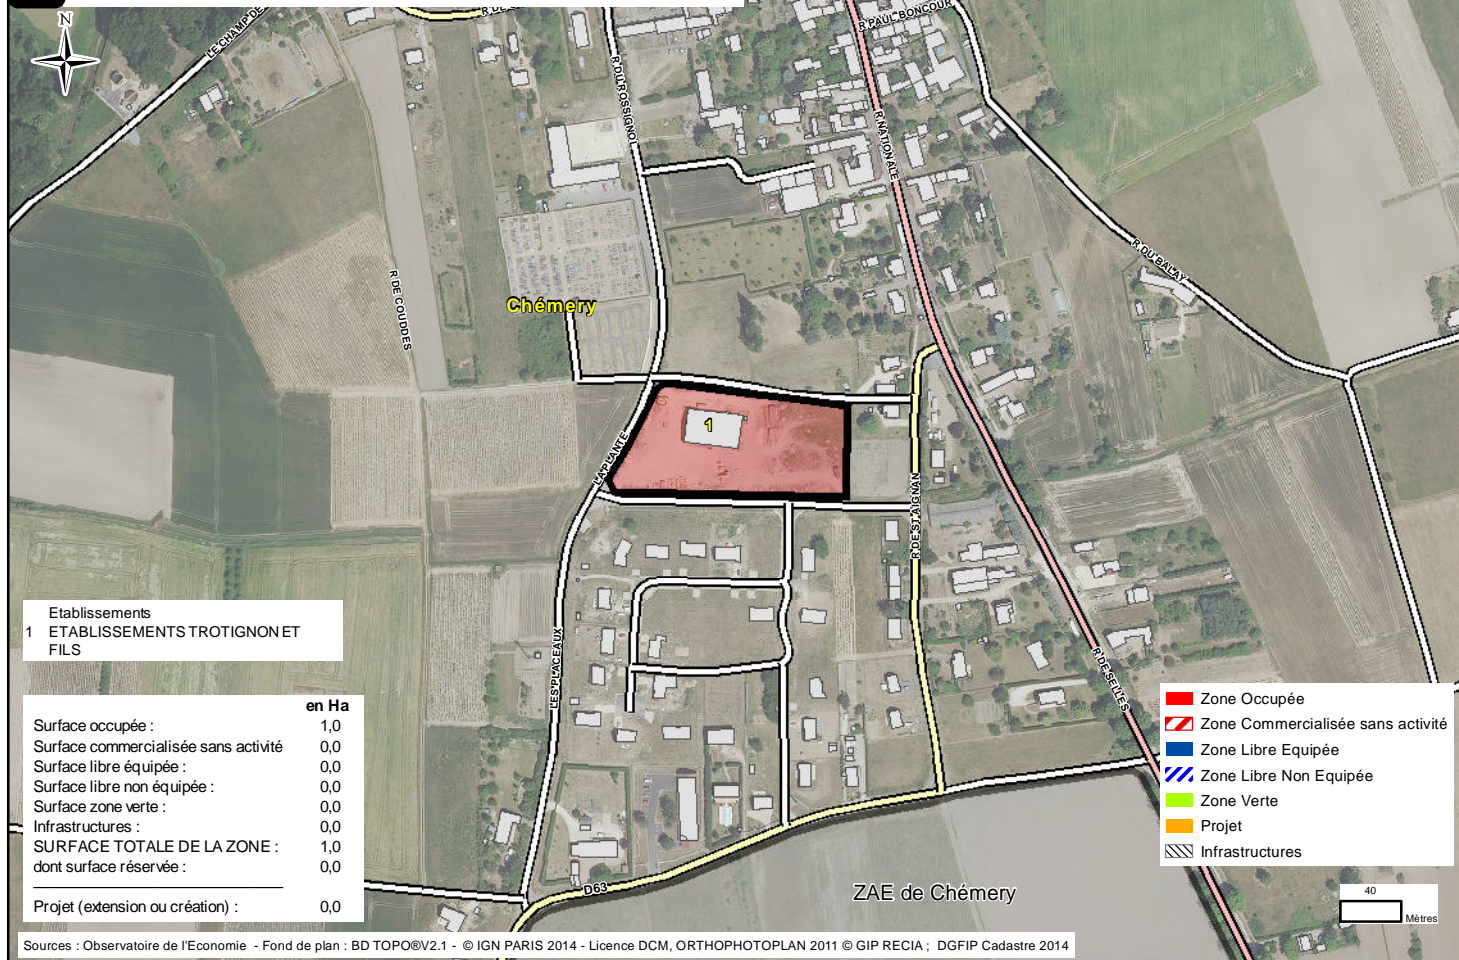 N
LE CHAMP DE
R DU ROSSIGNOL
R PAUL BONCOUR
R NATIONALE
R DU BALAY
R DE COUDDES
Chémery
1
LA PLANTE
R DE ST AIGNAN
LES PLACEAUX
R DE SELLES
D63
ZAE de Chémery
Etablissements
1 ETABLISSEMENTS TROTIGNON ET
FILS
en Ha
Surface occupée : 1,0
Surface commercialisée sans activité 0,0
Surface libre équipée : 0,0
Surface libre non équipée : 0,0
Surface zone verte : 0,0
Infrastructures : 0,0
SURFACE TOTALE DE LA ZONE : 1,0
dont surface réservée : 0,0
Projet (extension ou création) : 0,0
Zone Occupée
Zone Commercialisée sans activité
Zone Libre Equipée
Zone Libre Non Equipée
Zone Verte
Projet
Infrastructures
40
Mètres
Sources : Observatoire de l'Economie - Fond de plan : BD TOPO®V2.1 - © IGN PARIS 2014 - Licence DCM, ORTHOPHOTOPLAN 2011 © GIP RECIA ; DGFIP Cadastre 2014